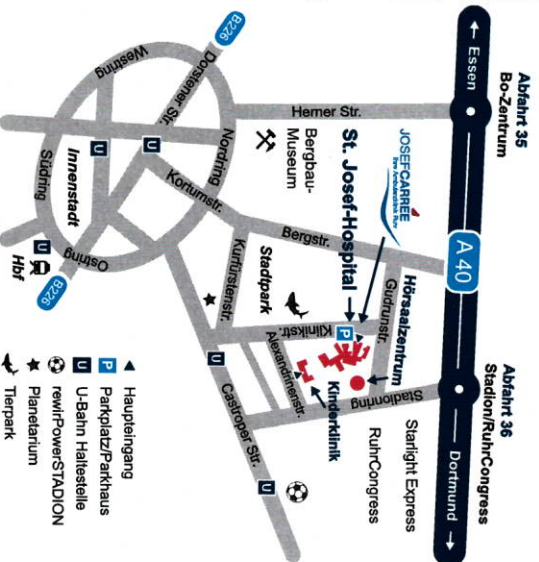 Abfahrt 35
Bo-Zentrum
Abfahrt 36
Stadion/RuhrCongress
← Essen
A 40
Dortmund →
B226
Dorstener Str.
Westring
Herner Str.
Nordring
Bergbau-
Museum
JOSEFCARREE
St. Josef-Hospital
Hörsaalzentrum
Starlight Express
RuhrCongress
Bergstr.
Gudrunstr.
Stadionring
Kortumstr.
Stadtpark
Klinikstr.
P
Kinderklinik
Alexandrinenstr.
Kurfürstenstr.
Innenstadt
U
U
Südring
Ostring
U
Hbf
B226
U
Castroper Str.
U
Haupteingang
P Parkplatz/Parkhaus
U U-Bahn Haltestelle
rewirPowerSTADION
Planetarium
Tierpark